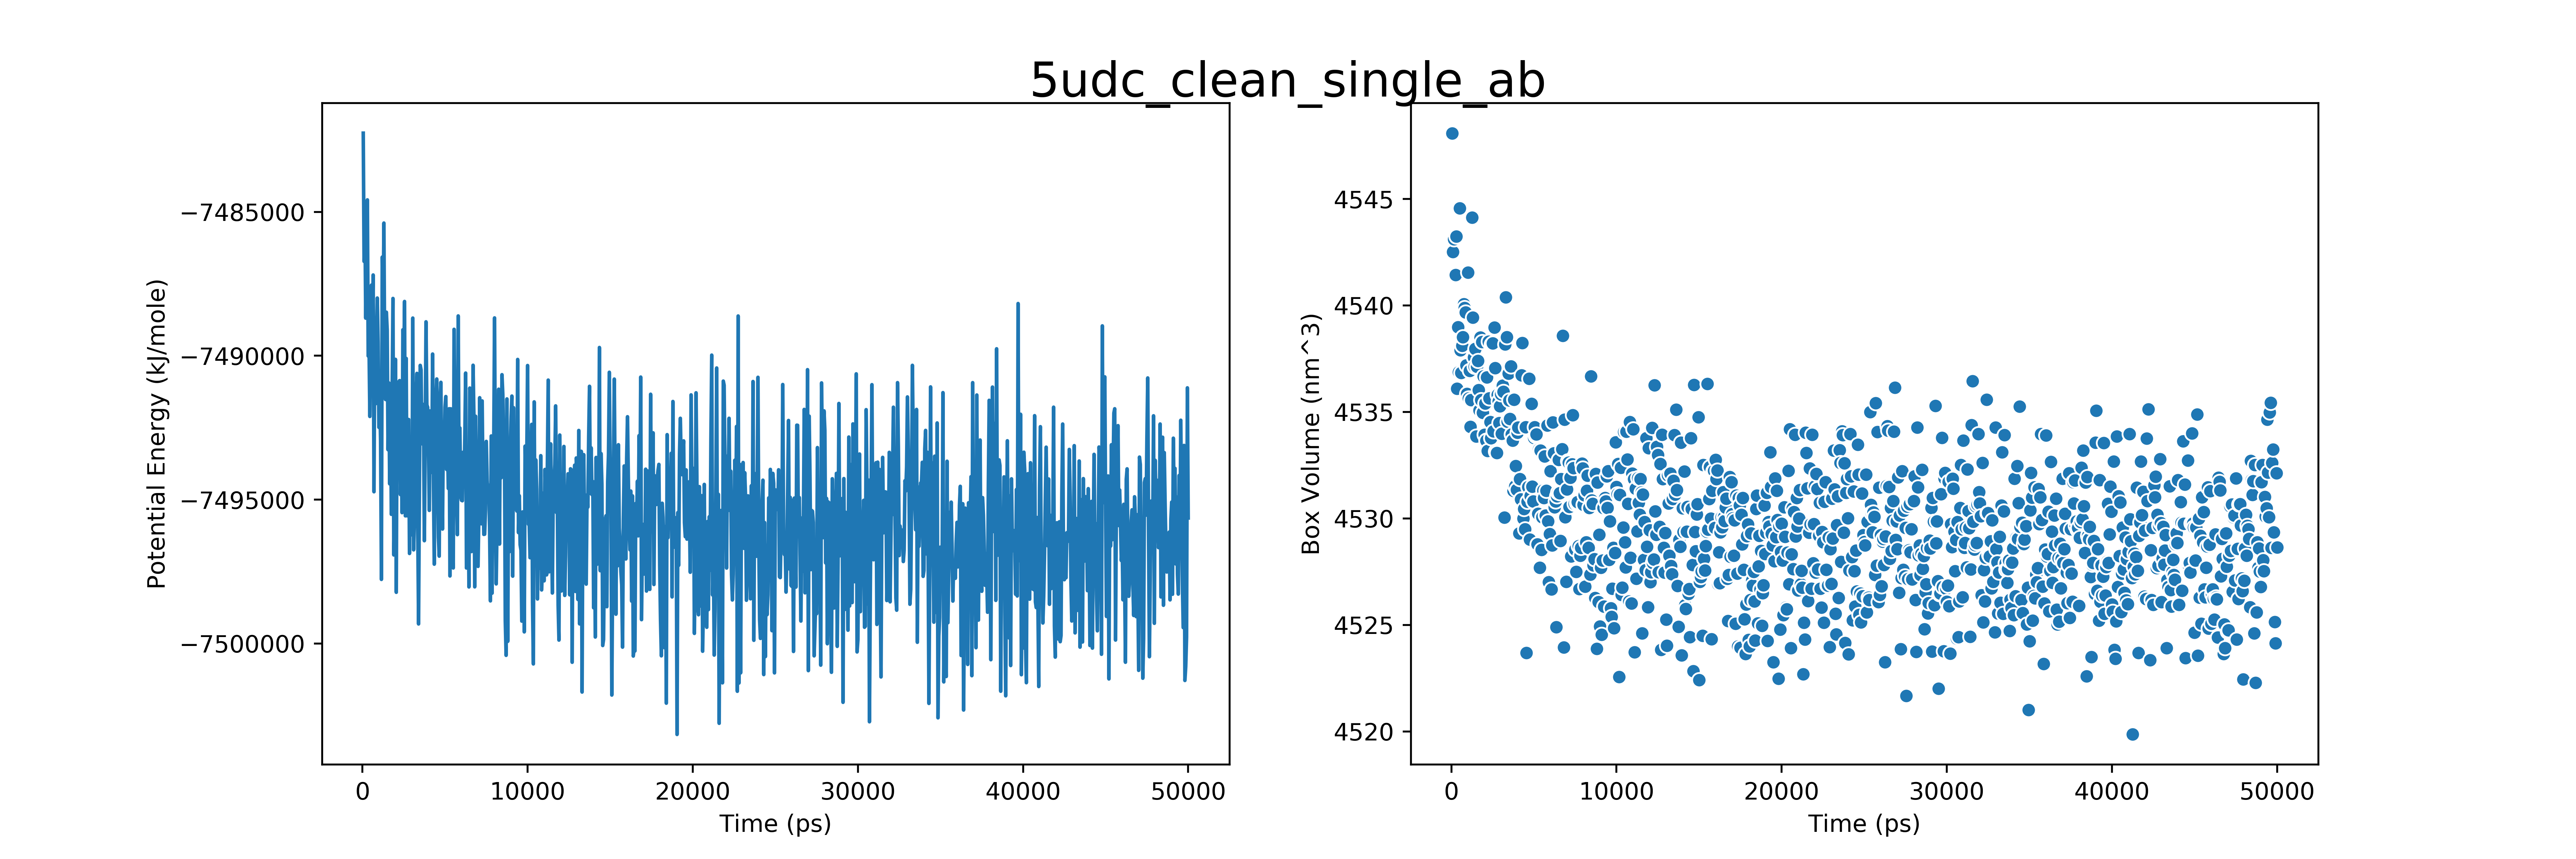 5udc_clean_single_ab
Potential Energy (kJ/mole)
−7485000
−7490000
−7495000
−7500000
0 10000 20000 30000 40000 50000
Time (ps)
Box Volume (nm^3)
4545
4540
4535
4530
4525
4520
0 10000 20000 30000 40000 50000
Time (ps)